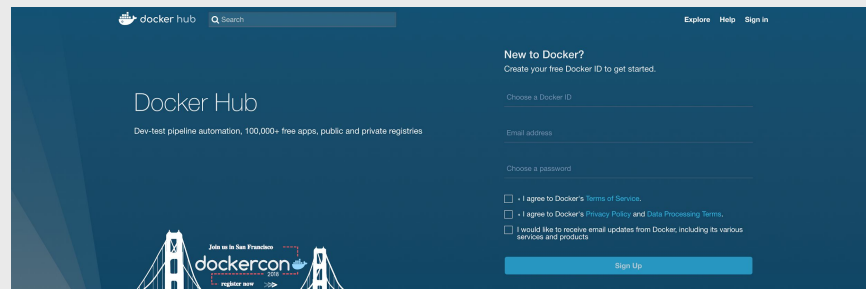 docker hub
Search
Explore Help Sign in
New to Docker?
Create your free Docker ID to get started.
Choose a Docker ID
Docker Hub
Dev-test pipeline automation, 100,000+ free apps, public and private registries
Email address
Choose a password
• I agree to Docker's Terms of Service.
• I agree to Docker's Privacy Policy and Data Processing Terms.
I would like to receive email updates from Docker, including its various
services and products
Sign Up
Join us in San Francisco
dockercon
2018
register now >>>